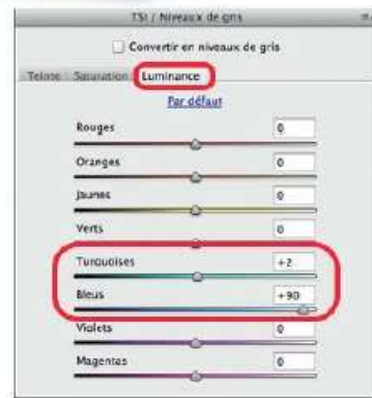 TSI / Niveaux de gris
Convertir en niveaux de gris
Teinte Saturation Luminance
Par défaut
Rouges 0
Oranges 0
Jaunes 0
Verts 0
Turquoises +2
Bleus +90
Violets 0
Magentas 0